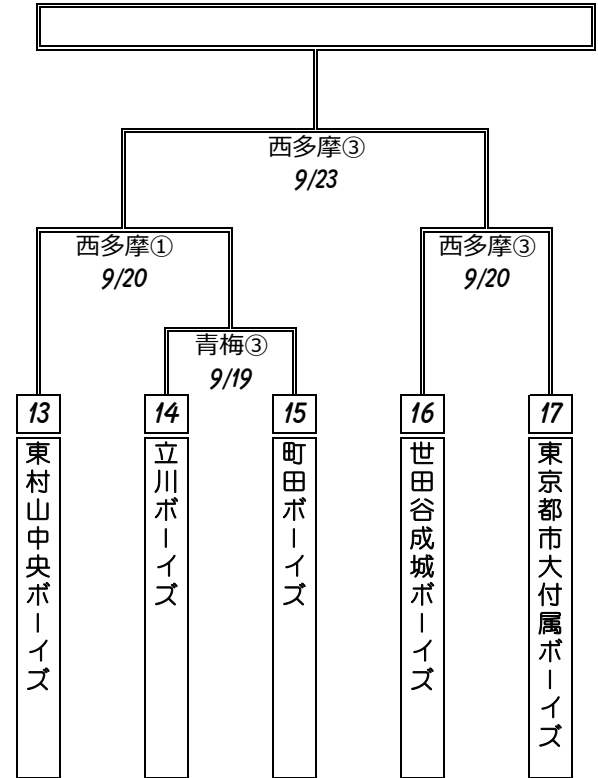 西多摩③
9/23
西多摩①
9/20
西多摩③
9/20
青梅③
9/19
13
14
15
16
17
東村山中央ボーイズ
立川ボーイズ
町田ボーイズ
世田谷成城ボーイズ
東京都市大付属ボーイズ